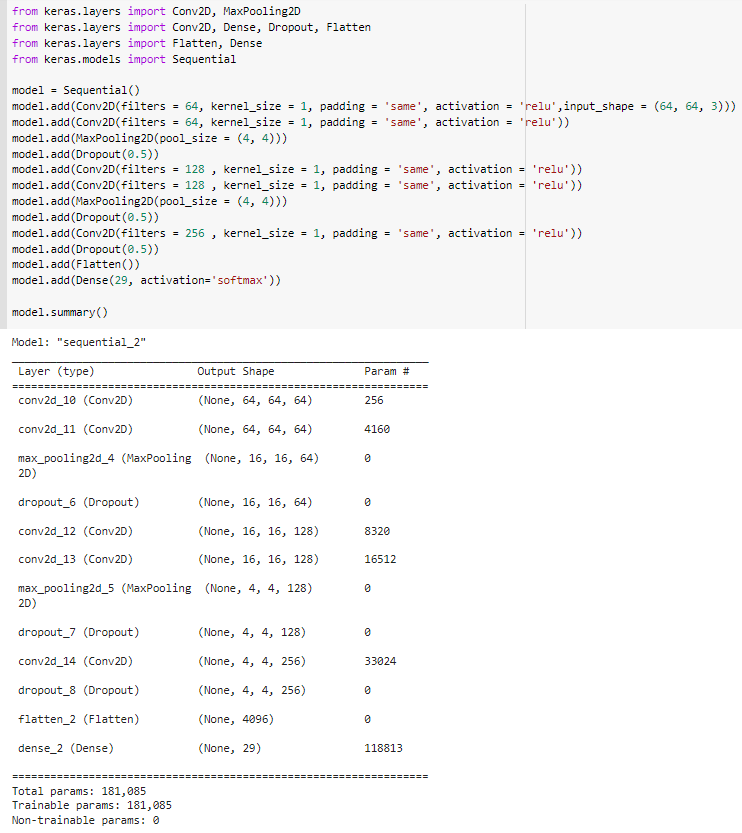 from keras.layers import Conv2D, MaxPooling2D
from keras.layers import Conv2D, Dense, Dropout, Flatten
from keras.layers import Flatten, Dense
from keras.models import Sequential
model = Sequential()
model.add(Conv2D(filters = 64, kernel_size = 1, padding = 'same', activation = 'relu',input_shape = (64, 64, 3)))
model.add(Conv2D(filters = 64, kernel_size = 1, padding = 'same', activation = 'relu'))
model.add(MaxPooling2D(pool_size = (4, 4)))
model.add(Dropout(0.5))
model.add(Conv2D(filters = 128 , kernel_size = 1, padding = 'same', activation = 'relu'))
model.add(Conv2D(filters = 128 , kernel_size = 1, padding = 'same', activation = 'relu'))
model.add(MaxPooling2D(pool_size = (4, 4)))
model.add(Dropout(0.5))
model.add(Conv2D(filters = 256 , kernel_size = 1, padding = 'same', activation = 'relu'))
model.add(Dropout(0.5))
model.add(Flatten())
model.add(Dense(29, activation='softmax'))
model.summary()
Model: "sequential_2"
_________________________________________________________________
Layer (type) Output Shape Param #
=================================================================
conv2d_10 (Conv2D) (None, 64, 64, 64) 256
conv2d_11 (Conv2D) (None, 64, 64, 64) 4160
max_pooling2d_4 (MaxPooling (None, 16, 16, 64) 0
2D)
dropout_6 (Dropout) (None, 16, 16, 64) 0
conv2d_12 (Conv2D) (None, 16, 16, 128) 8320
conv2d_13 (Conv2D) (None, 16, 16, 128) 16512
max_pooling2d_5 (MaxPooling (None, 4, 4, 128) 0
2D)
dropout_7 (Dropout) (None, 4, 4, 128) 0
conv2d_14 (Conv2D) (None, 4, 4, 256) 33024
dropout_8 (Dropout) (None, 4, 4, 256) 0
flatten_2 (Flatten) (None, 4096) 0
dense_2 (Dense) (None, 29) 118813
=================================================================
Total params: 181,085
Trainable params: 181,085
Non-trainable params: 0